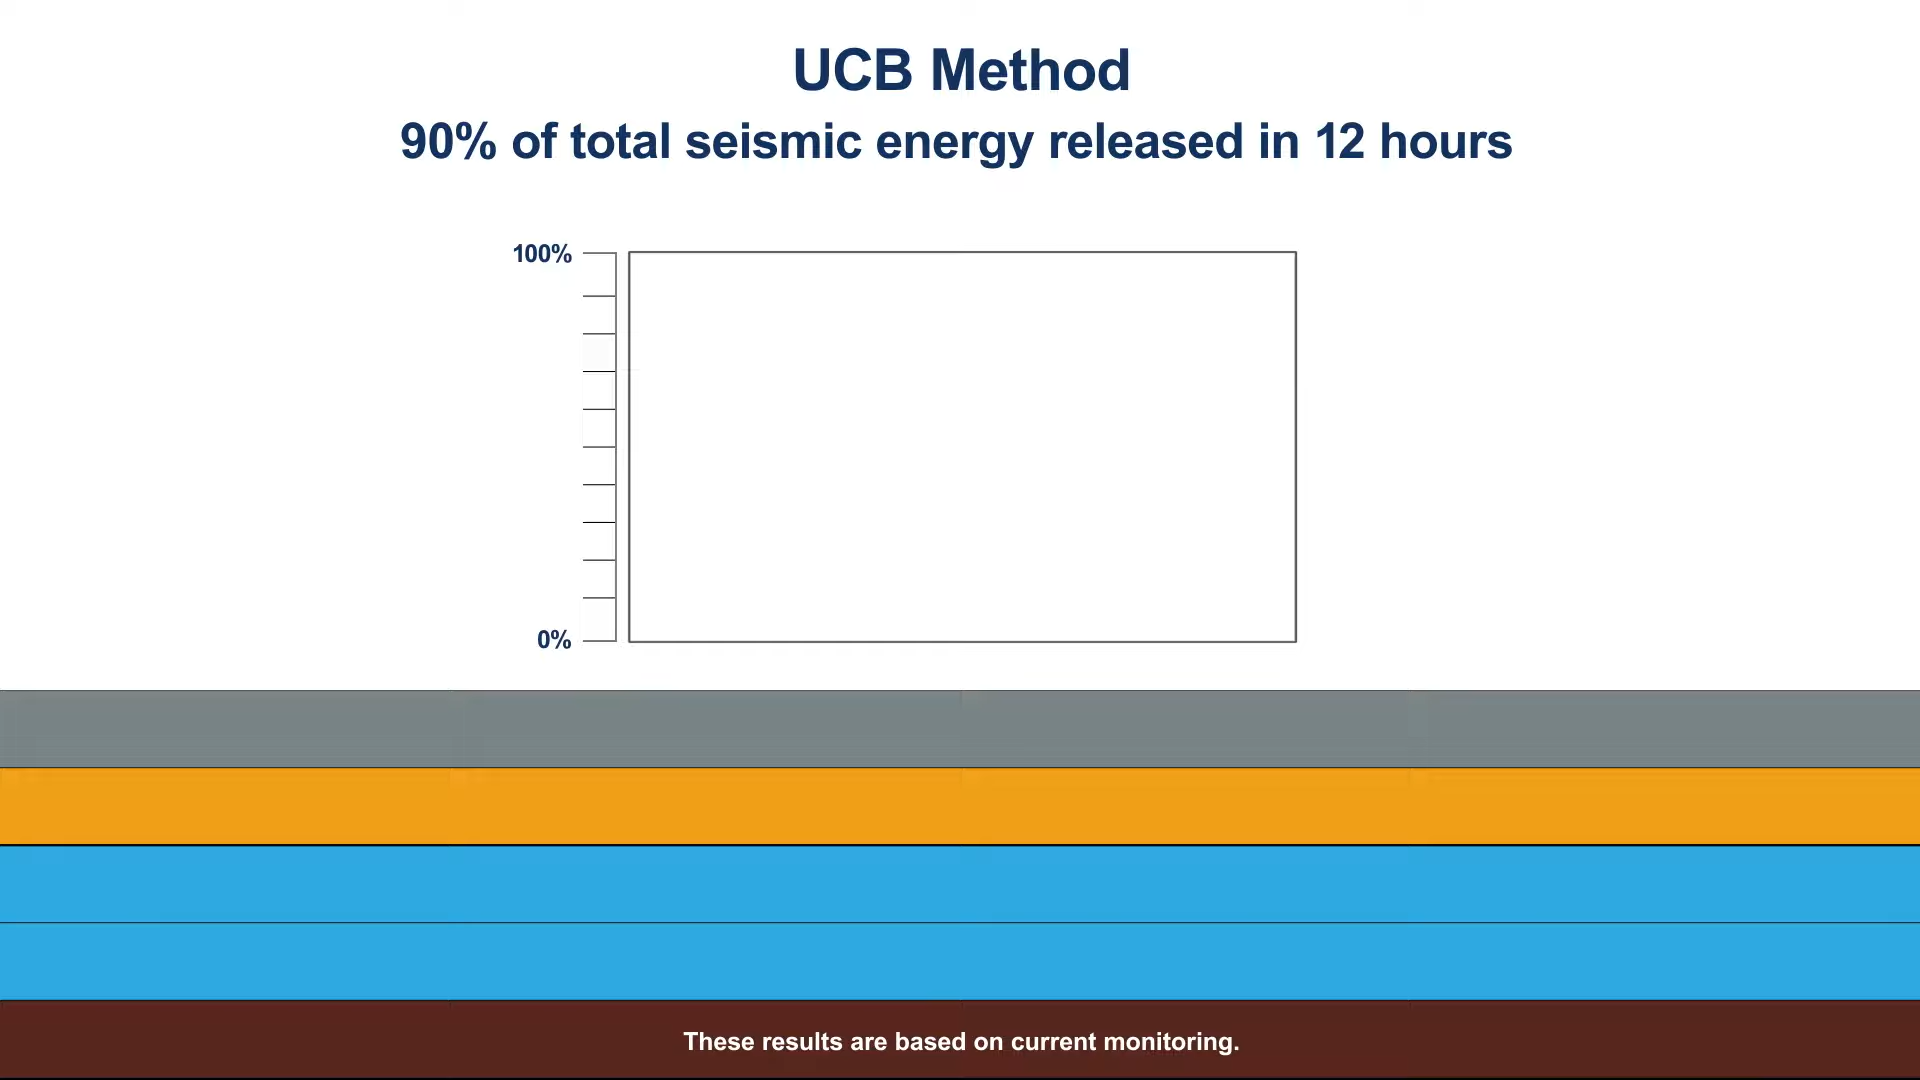 UCB Method
90% of total seismic energy released in 12 hours
100%
0%
These results are based on current monitoring.